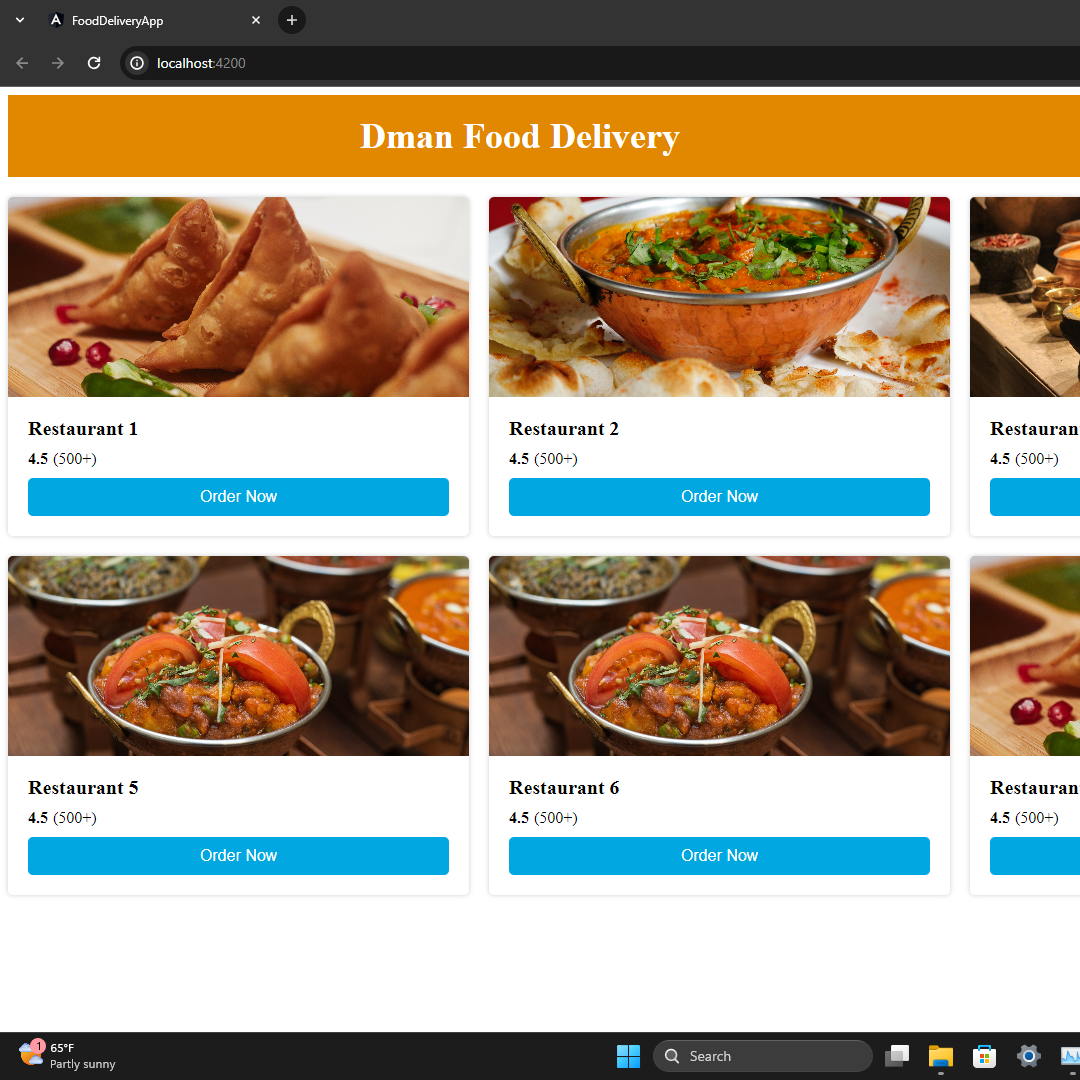 FoodDeliveryApp
localhost:4200
Dman Food Delivery
Restaurant 1
4.5 (500+)
Order Now
Restaurant 2
4.5 (500+)
Order Now
Restauran
4.5 (500+)
Restaurant 5
4.5 (500+)
Order Now
Restaurant 6
4.5 (500+)
Order Now
Restauran
4.5 (500+)
1
65°F
Partly sunny
Search